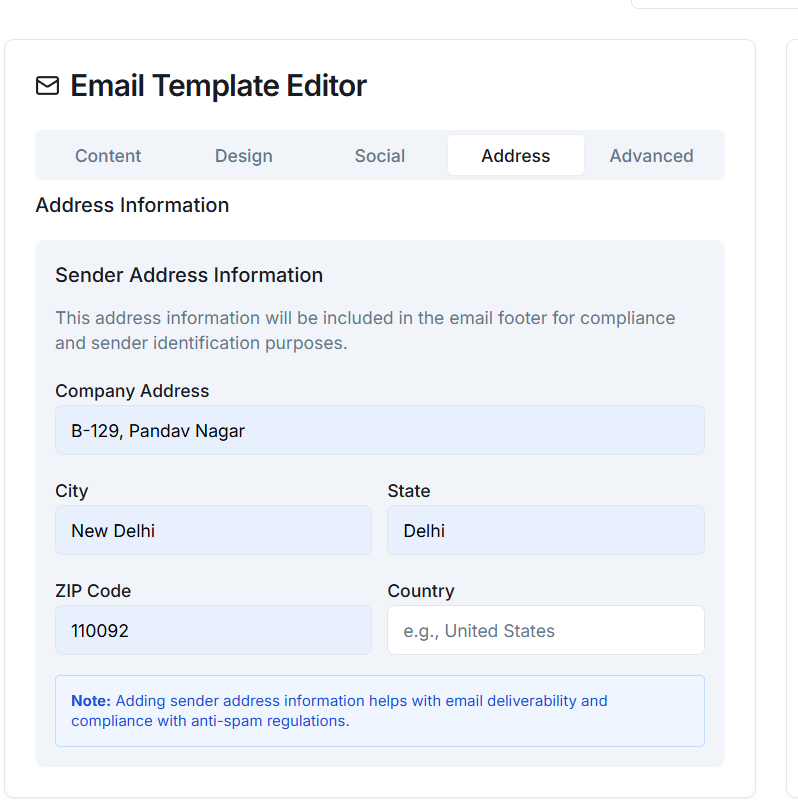 Email Template Editor
Content Design Social Address Advanced
Address Information
Sender Address Information
This address information will be included in the email footer for compliance
and sender identification purposes.
Company Address
B-129, Pandav Nagar
City State
New Delhi Delhi
ZIP Code Country
110092 e.g., United States
Note: Adding sender address information helps with email deliverability and
compliance with anti-spam regulations.